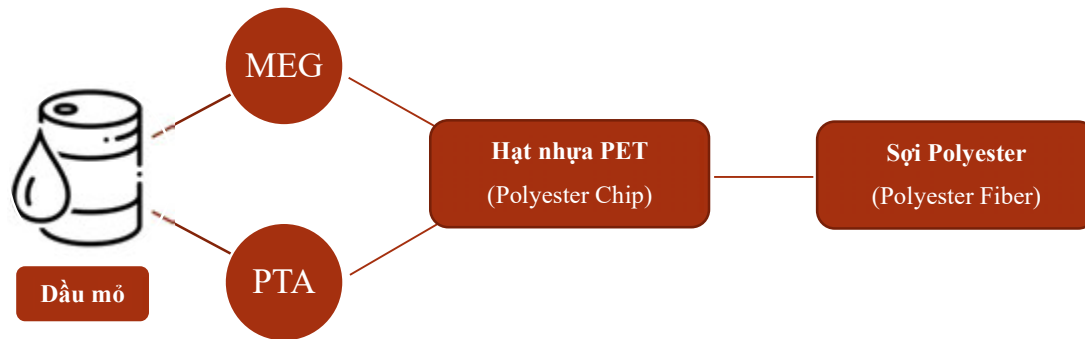 MEG
Hạt nhựa PET
(Polyester Chip)
Sợi Polyester
(Polyester Fiber)
PTA
Dầu mỏ